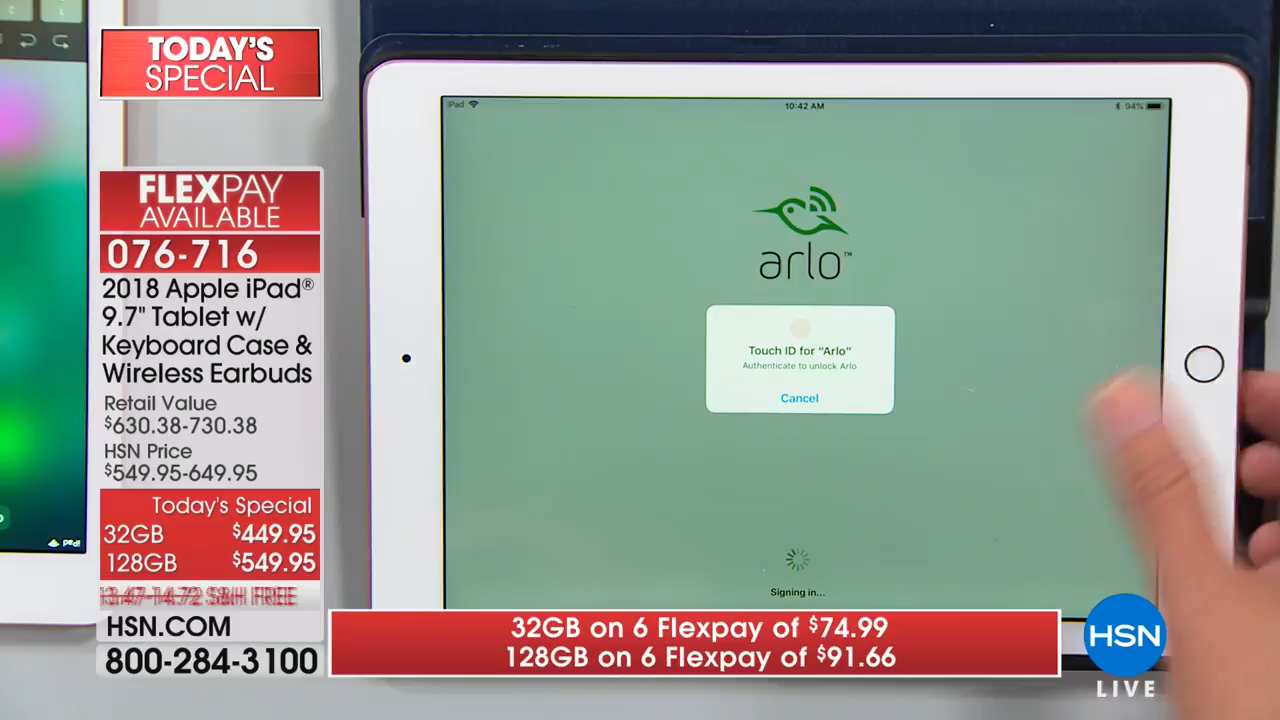 TODAY'S
SPECIAL
FLEXPAY
AVAILABLE
076-716
2018 Apple iPad®
9.7" Tablet w/
Keyboard Case &
Wireless Earbuds
Retail Value
$630.38-730.38
HSN Price
$549.95-649.95
Today's Special
32GB $449.95
128GB $549.95
13.47-14.72 S&H FREE
HSN.COM
800-284-3100
iPad
10:42 AM
94%
arlo™
Touch ID for “Arlo”
Authenticate to unlock Arlo
Cancel
Signing in...
32GB on 6 Flexpay of $74.99
128GB on 6 Flexpay of $91.66
HSN
LIVE